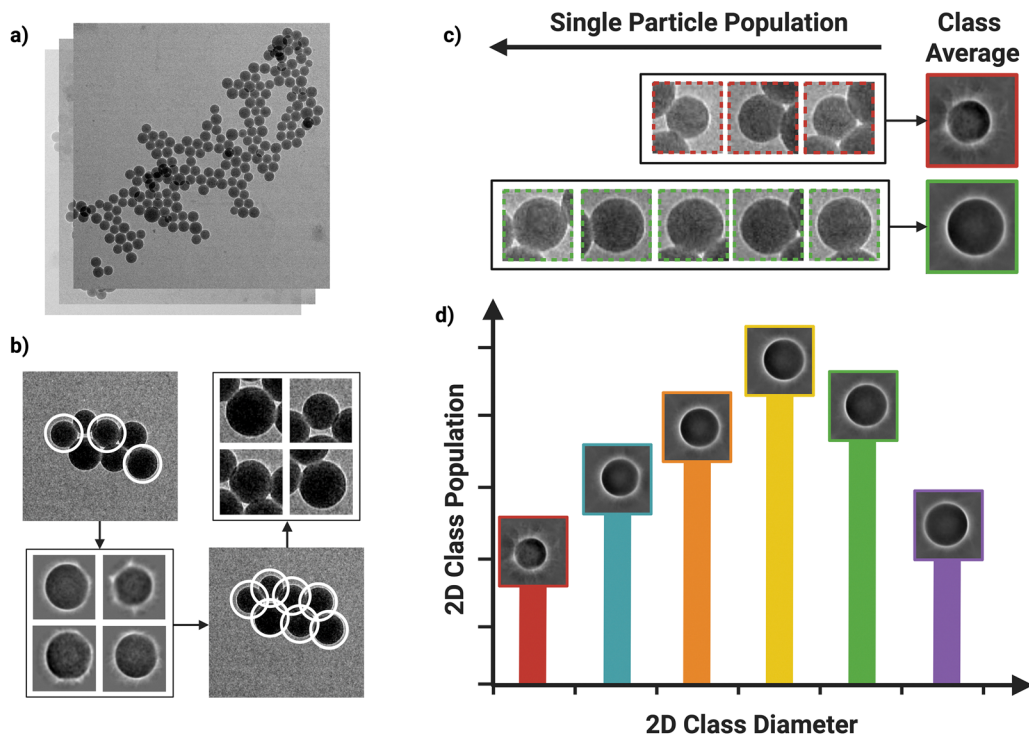 a)
b)
c)
Single Particle Population
Class
Average
d)
2D Class Population
2D Class Diameter